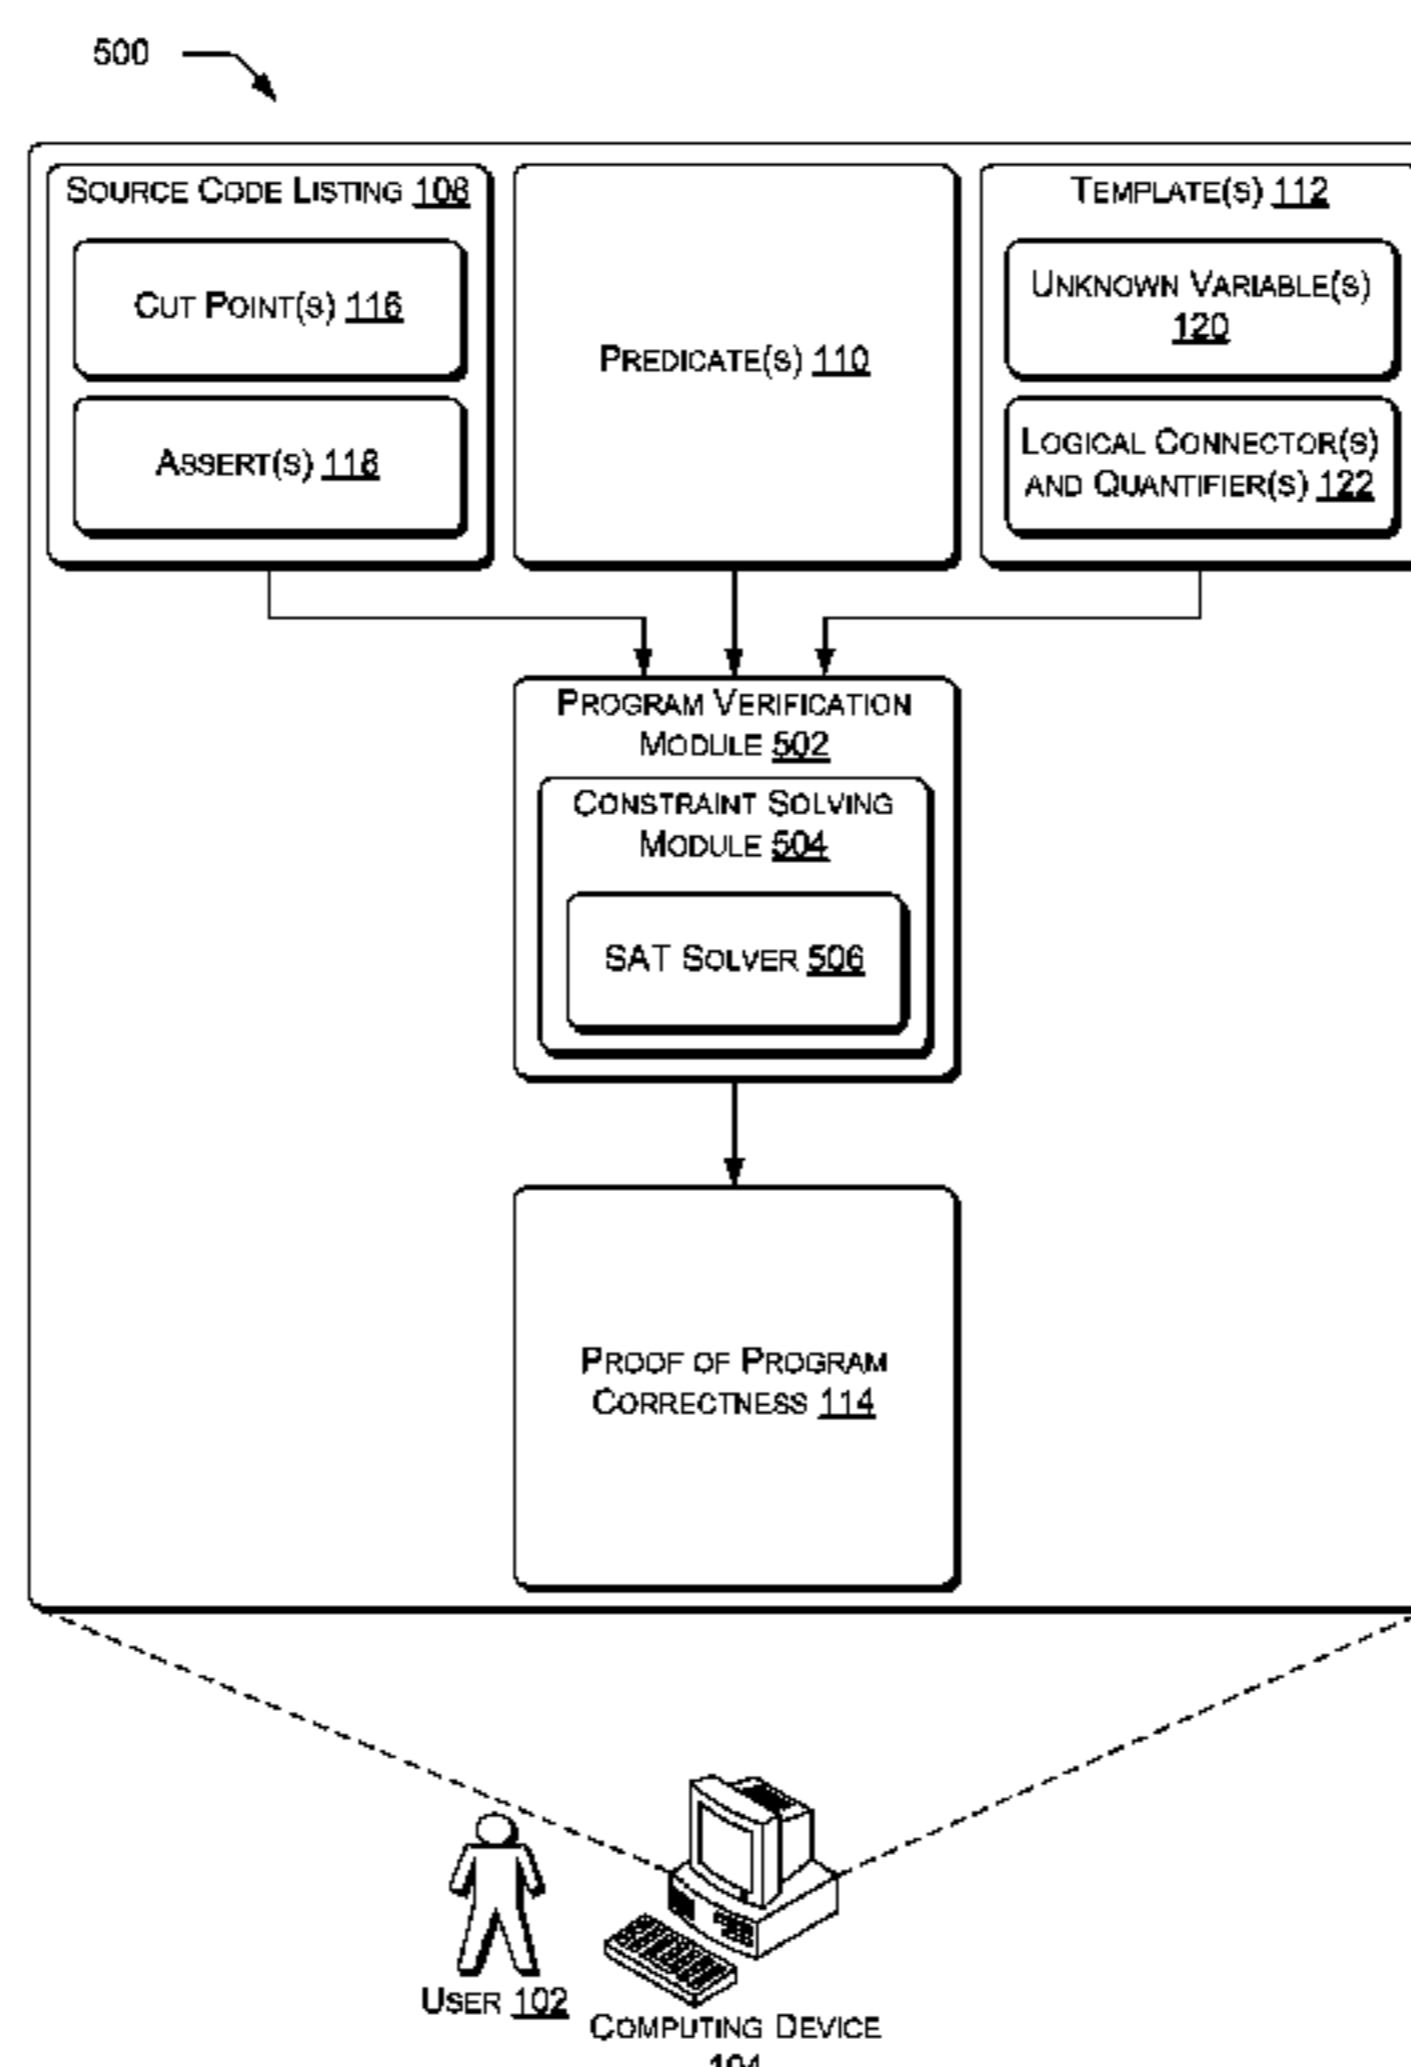 500
SOURCE CODE LISTING 108
CUT POINT(S) 116
ASSERT(S) 118
PREDICATE(S) 110
TEMPLATE(S) 112
UNKNOWN VARIABLE(S)
120
LOGICAL CONNECTOR(S)
AND QUANTIFIER(S) 122
PROGRAM VERIFICATION
MODULE 502
CONSTRAINT SOLVING
MODULE 504
SAT SOLVER 506
PROOF OF PROGRAM
CORRECTNESS 114
USER 102
COMPUTING DEVICE
104